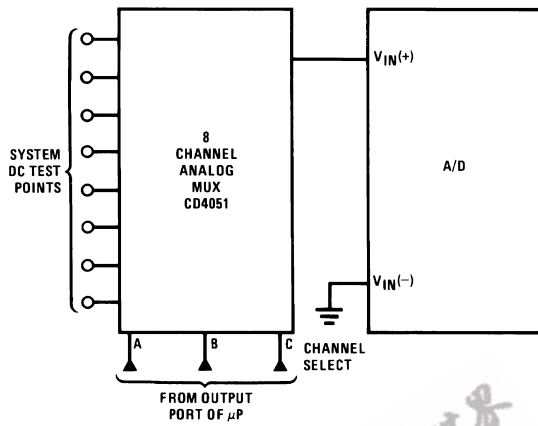 SYSTEM
DC TEST
POINTS
8
CHANNEL
ANALOG
MUX
CD4051
VIN(+)
A/D
VIN(−)
A
B
C
CHANNEL
SELECT
FROM OUTPUT
PORT OF μP